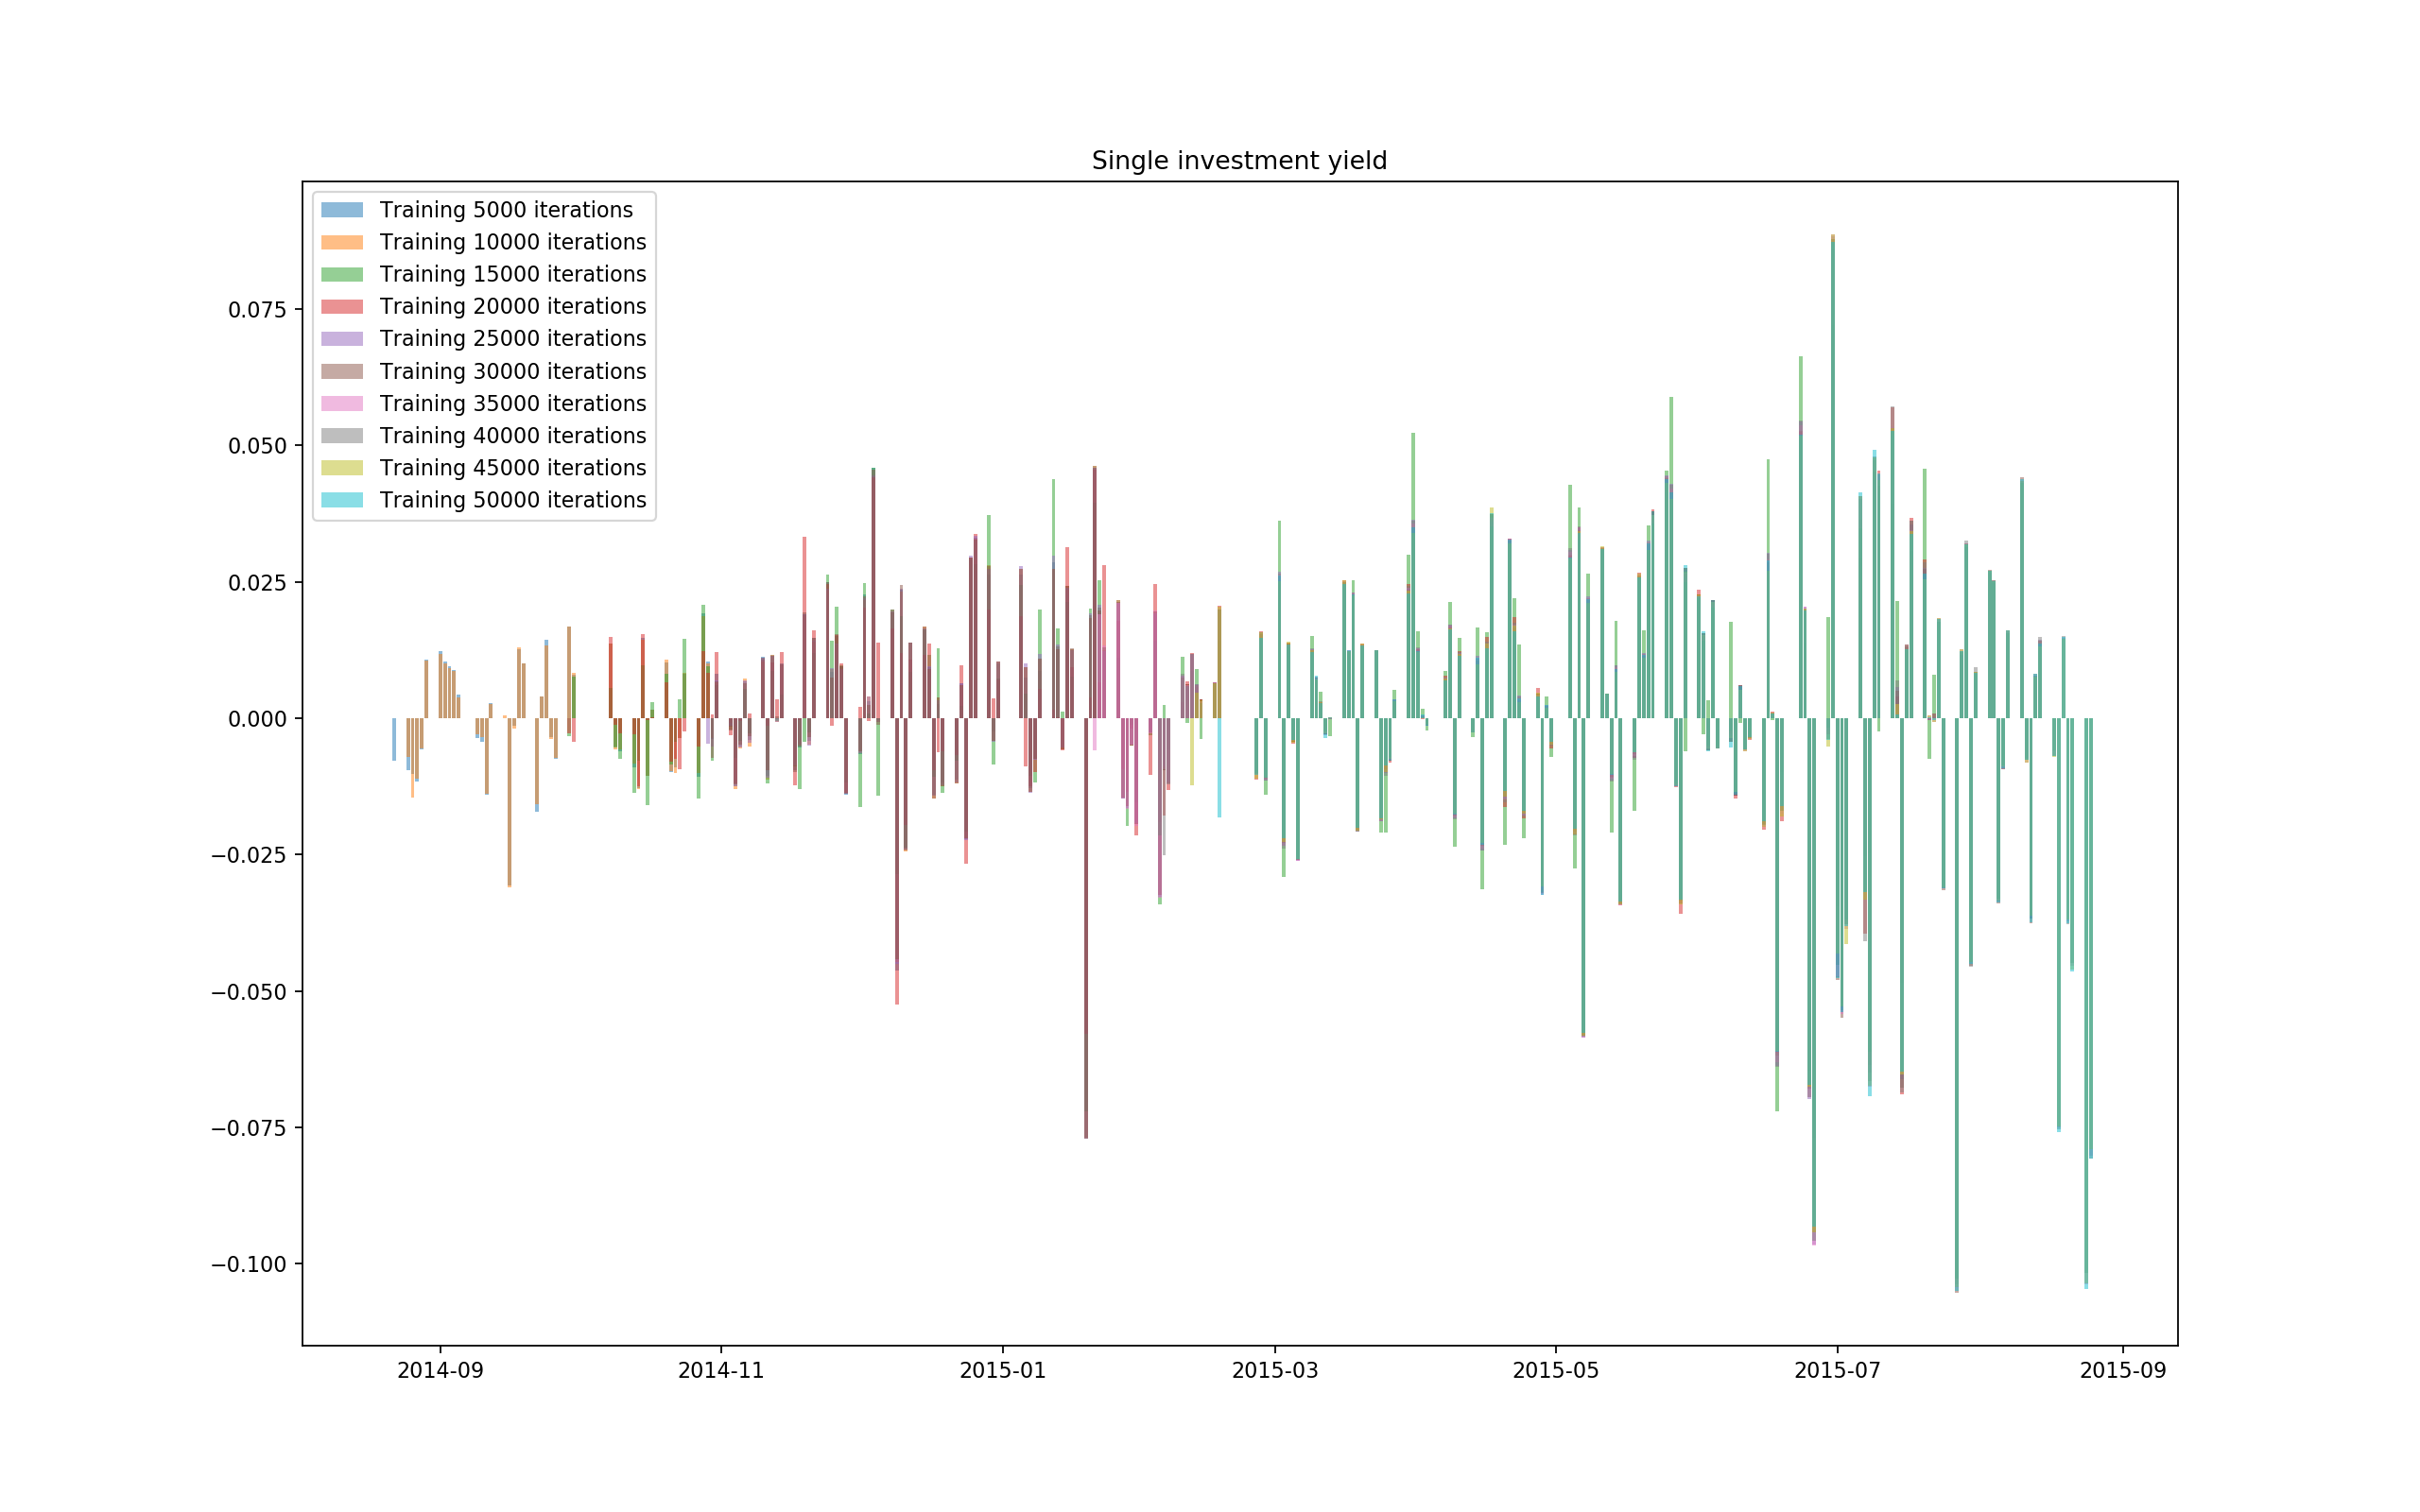 Single investment yield
Training 5000 iterations
Training 10000 iterations
Training 15000 iterations
Training 20000 iterations
Training 25000 iterations
Training 30000 iterations
Training 35000 iterations
Training 40000 iterations
Training 45000 iterations
Training 50000 iterations
0.075
0.050
0.025
0.000
−0.025
−0.050
−0.075
−0.100
2014-09
2014-11
2015-01
2015-03
2015-05
2015-07
2015-09